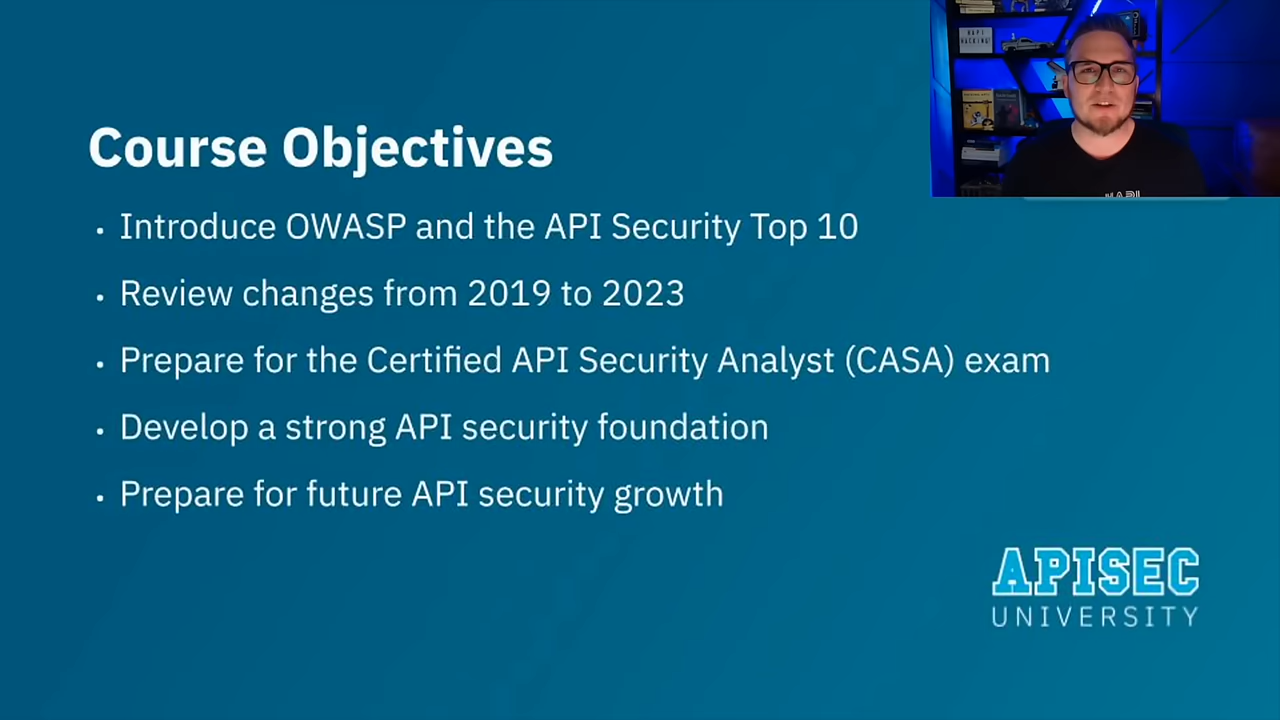 Course Objectives
• Introduce OWASP and the API Security Top 10
• Review changes from 2019 to 2023
• Prepare for the Certified API Security Analyst (CASA) exam
• Develop a strong API security foundation
• Prepare for future API security growth
APISEC
UNIVERSITY